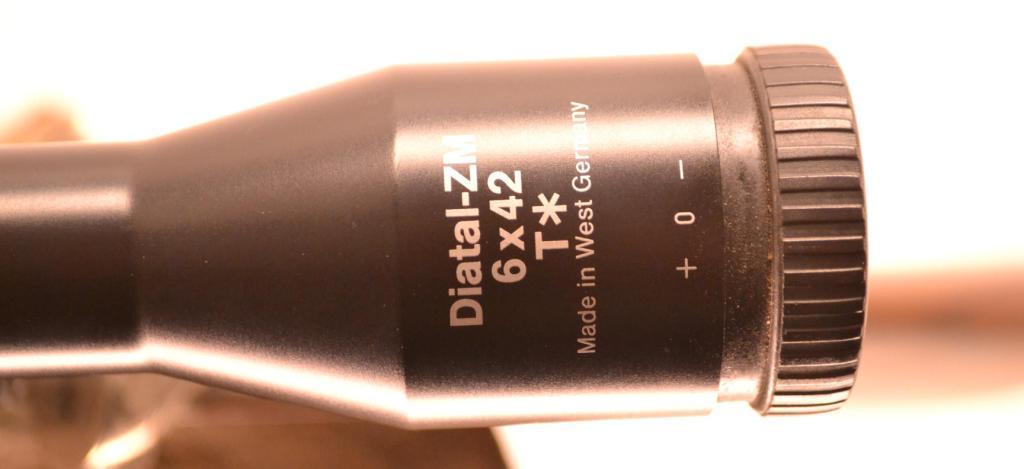 Diatal-ZM
6x42
T*
Made in West Germany
+ 0 -